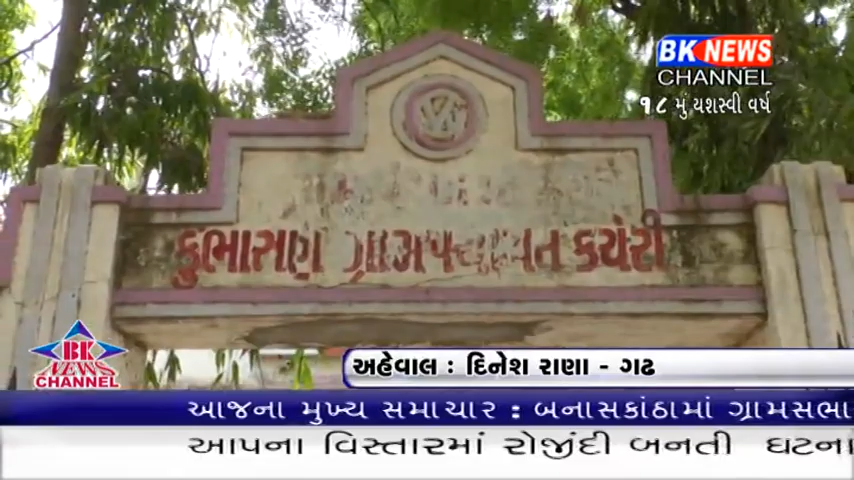 BK NEWS
CHANNEL
૧૮ મું યશસ્વી વર્ષ
કુંભાસણ ગ્રામપંચાયત કચેરી
BK
NEWS
CHANNEL
અહેવાલ : દિનેશ રાણા - ગઢ
આજના મુખ્ય સમાચાર : બનાસકાંઠામાં ગ્રામસભા
આપના વિસ્તારમાં રોજીંદી બનતી ઘટના